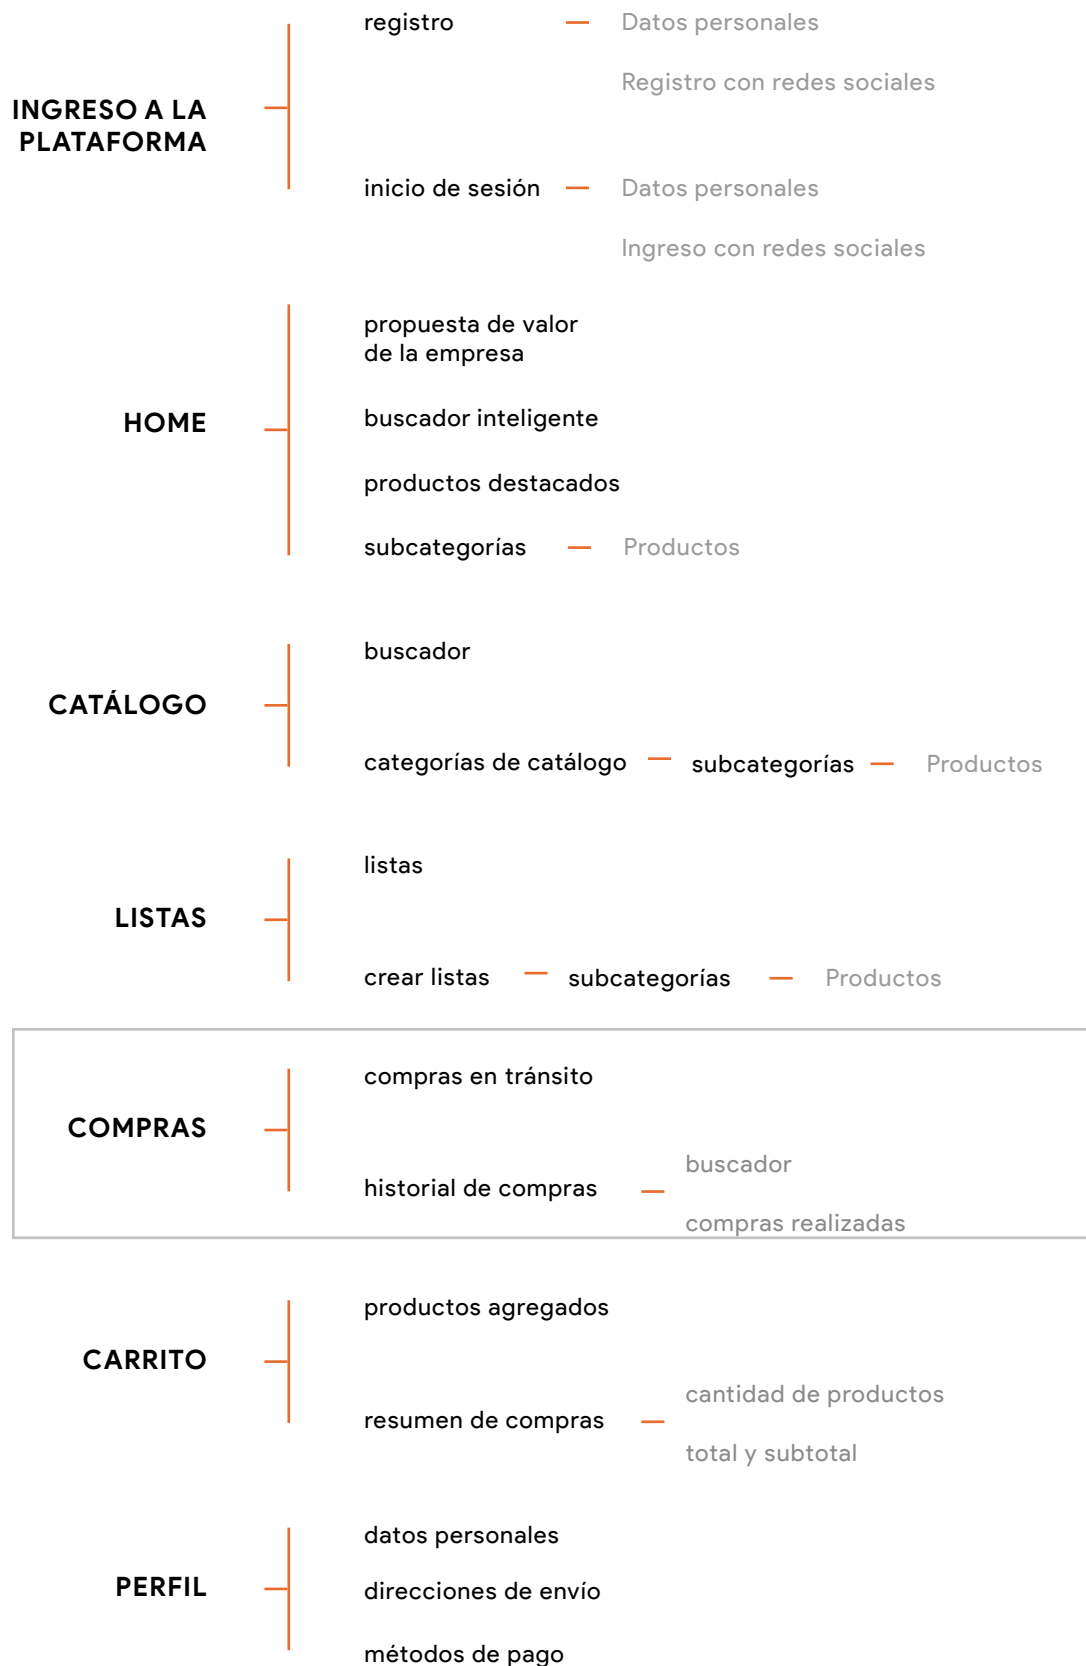 registro
Datos personales
Registro con redes sociales
INGRESO A LA
PLATAFORMA
inicio de sesión
Datos personales
Ingreso con redes sociales
propuesta de valor
de la empresa
HOME
buscador inteligente
productos destacados
subcategorías
Productos
buscador
CATÁLOGO
categorías de catálogo
subcategorías
Productos
listas
LISTAS
crear listas
subcategorías
Productos
compras en tránsito
COMPRAS
historial de compras
buscador
compras realizadas
productos agregados
CARRITO
resumen de compras
cantidad de productos
total y subtotal
datos personales
PERFIL
direcciones de envío
métodos de pago